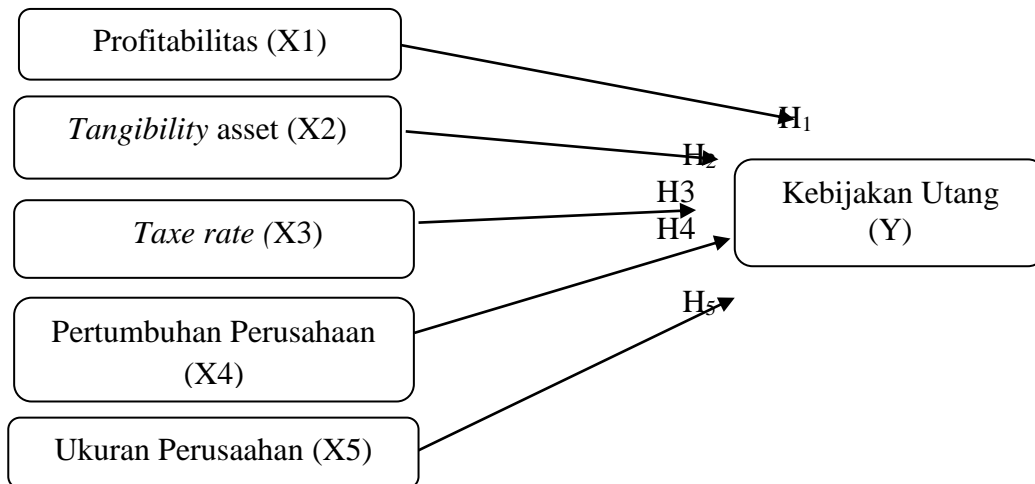 Profitabilitas (X1)
H1
Tangibility asset (X2)
H2
H3
Taxe rate (X3)
H4
Kebijakan Utang
(Y)
Pertumbuhan Perusahaan
(X4)
H5
Ukuran Perusaahan (X5)